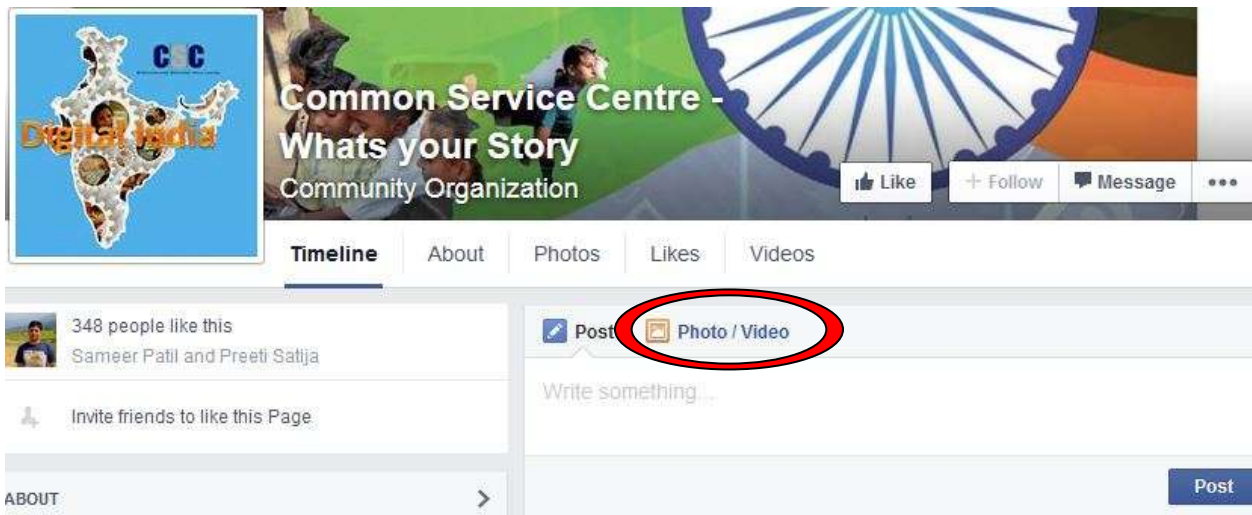 CSC
Digital India
Common Service Centre -
Whats your Story
Community Organization
Like
+ Follow
Message
Timeline
About
Photos
Likes
Videos
348 people like this
Sameer Patil and Preeti Satija
Invite friends to like this Page
ABOUT
Post
Photo / Video
Write something...
Post